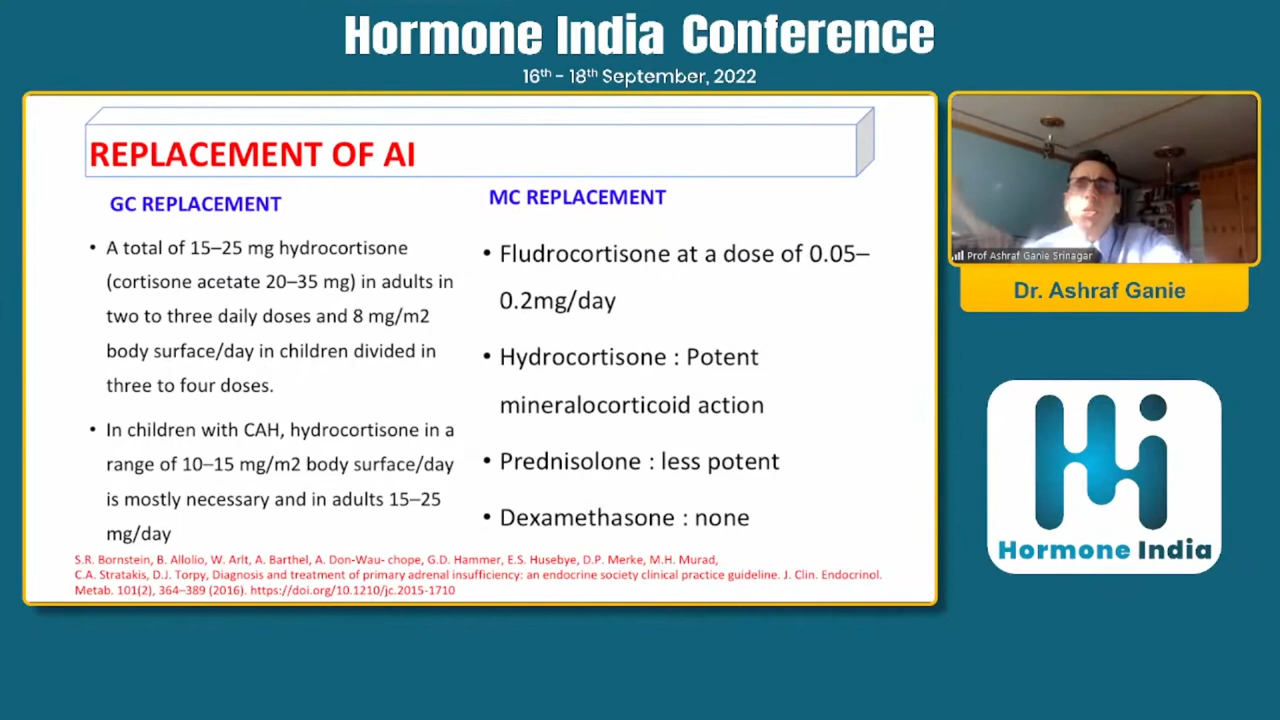 Hormone India Conference
16th - 18th September, 2022
REPLACEMENT OF AI
GC REPLACEMENT
• A total of 15–25 mg hydrocortisone
(cortisone acetate 20–35 mg) in adults in
two to three daily doses and 8 mg/m2
body surface/day in children divided in
three to four doses.
• In children with CAH, hydrocortisone in a
range of 10–15 mg/m2 body surface/day
is mostly necessary and in adults 15–25
mg/day
MC REPLACEMENT
• Fludrocortisone at a dose of 0.05–
0.2mg/day
• Hydrocortisone : Potent
mineralocorticoid action
• Prednisolone : less potent
• Dexamethasone : none
S.R. Bornstein, B. Allolio, W. Arlt, A. Barthel, A. Don-Wau- chope, G.D. Hammer, E.S. Husebye, D.P. Merke, M.H. Murad,
C.A. Stratakis, D.J. Torpy, Diagnosis and treatment of primary adrenal insufficiency: an endocrine society clinical practice guideline. J. Clin. Endocrinol.
Metab. 101(2), 364–389 (2016). https://doi.org/10.1210/jc.2015-1710
Prof Ashraf Ganie Srinagar
Dr. Ashraf Ganie
Hormone India